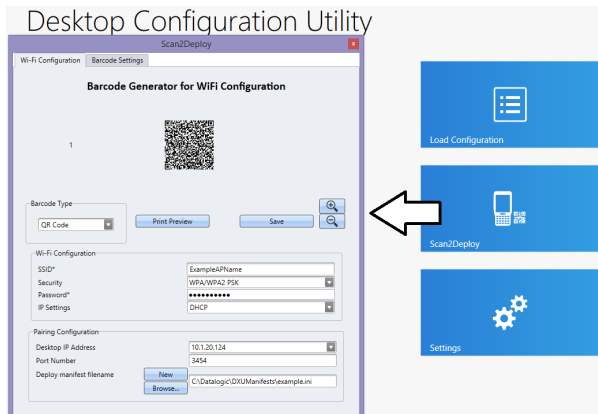 Desktop Configuration Utility
Scan2Deploy
x
Wi-Fi Configuration
Barcode Settings
Barcode Generator for WiFi Configuration
1
Barcode Type
QR Code
Print Preview
Save
Wi-Fi Configuration
SSID* ExampleAPName
Security WPA/WPA2 PSK
Password* ●●●●●●●●●●
IP Settings DHCP
Pairing Configuration
Desktop IP Address 10.1.20.124
Port Number 3454
Deploy manifest filename New
Browse... C:\Datalogic\DXUManifests\example.ini
Load Configuration
Scan2Deploy
Settings